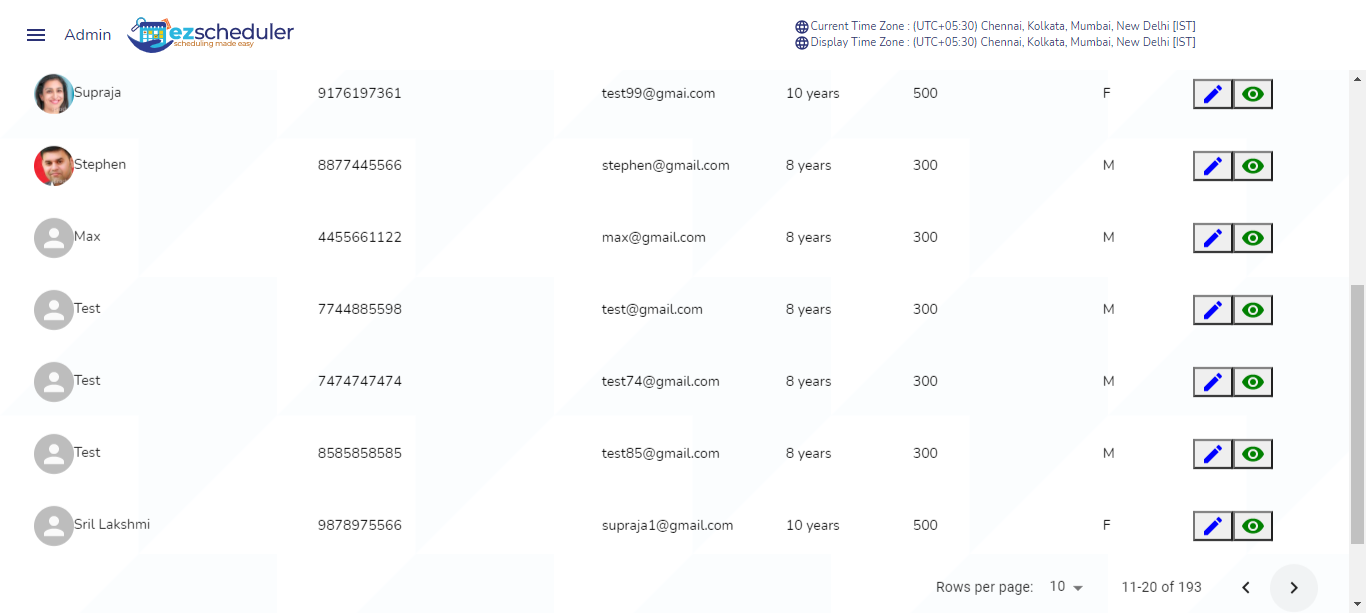 Admin
ezscheduler
scheduling made easy
Current Time Zone : (UTC+05:30) Chennai, Kolkata, Mumbai, New Delhi [IST]
Display Time Zone : (UTC+05:30) Chennai, Kolkata, Mumbai, New Delhi [IST]
Supraja 9176197361 test99@gmai.com 10 years 500 F
Stephen 8877445566 stephen@gmail.com 8 years 300 M
Max 4455661122 max@gmail.com 8 years 300 M
Test 7744885598 test@gmail.com 8 years 300 M
Test 7474747474 test74@gmail.com 8 years 300 M
Test 8585858585 test85@gmail.com 8 years 300 M
Sril Lakshmi 9878975566 supraja1@gmail.com 10 years 500 F
Rows per page: 10 11-20 of 193